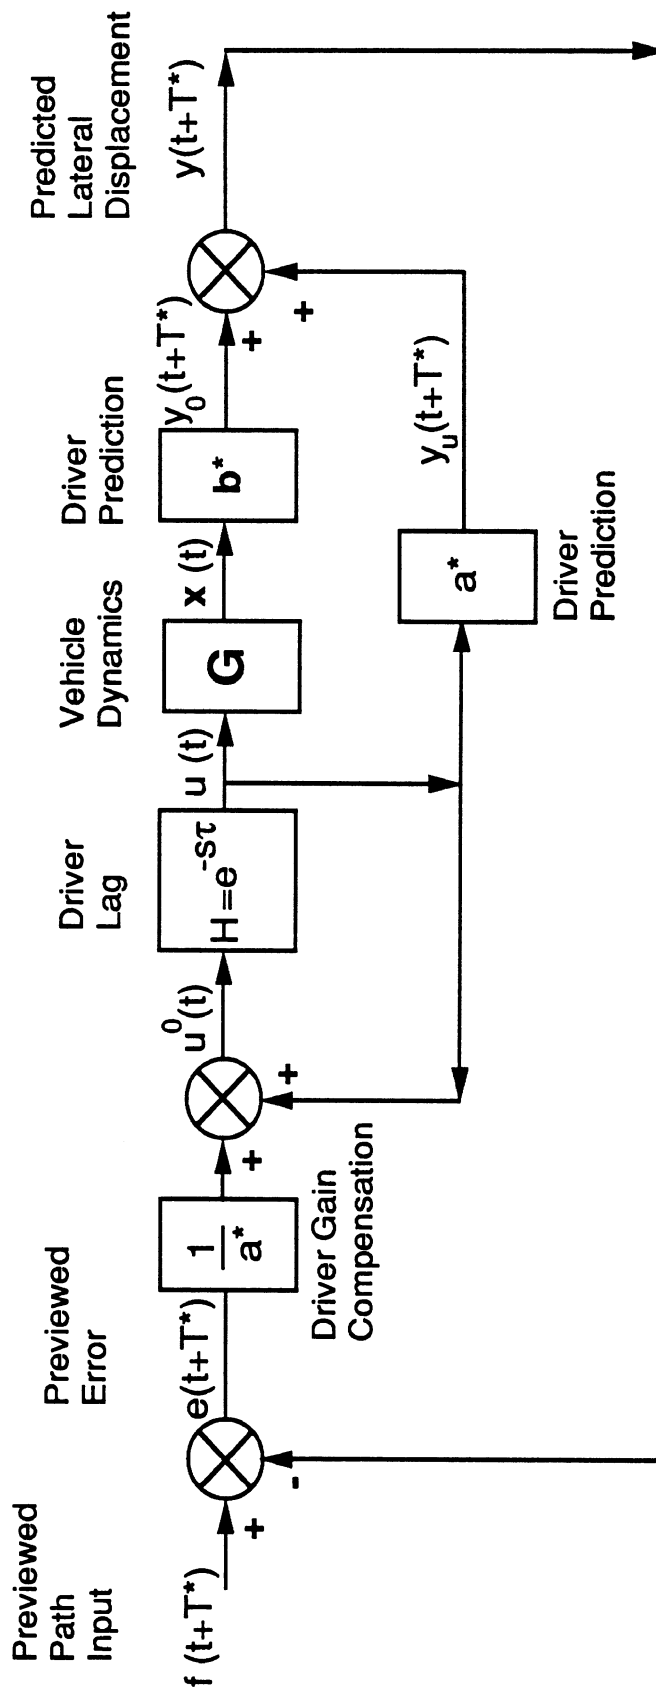 Previewed
Path
Input
f (t+T*)
+
-
Previewed
Error
e(t+T*)
1
a*
Driver Gain
Compensation
+
+
u⁰(t)
Driver
Lag
H=e^-sτ
u (t)
Vehicle
Dynamics
G
x (t)
Driver
Prediction
b*
y₀(t+T*)
+
+
a*
Driver
Prediction
yᵤ(t+T*)
Predicted
Lateral
Displacement
y(t+T*)